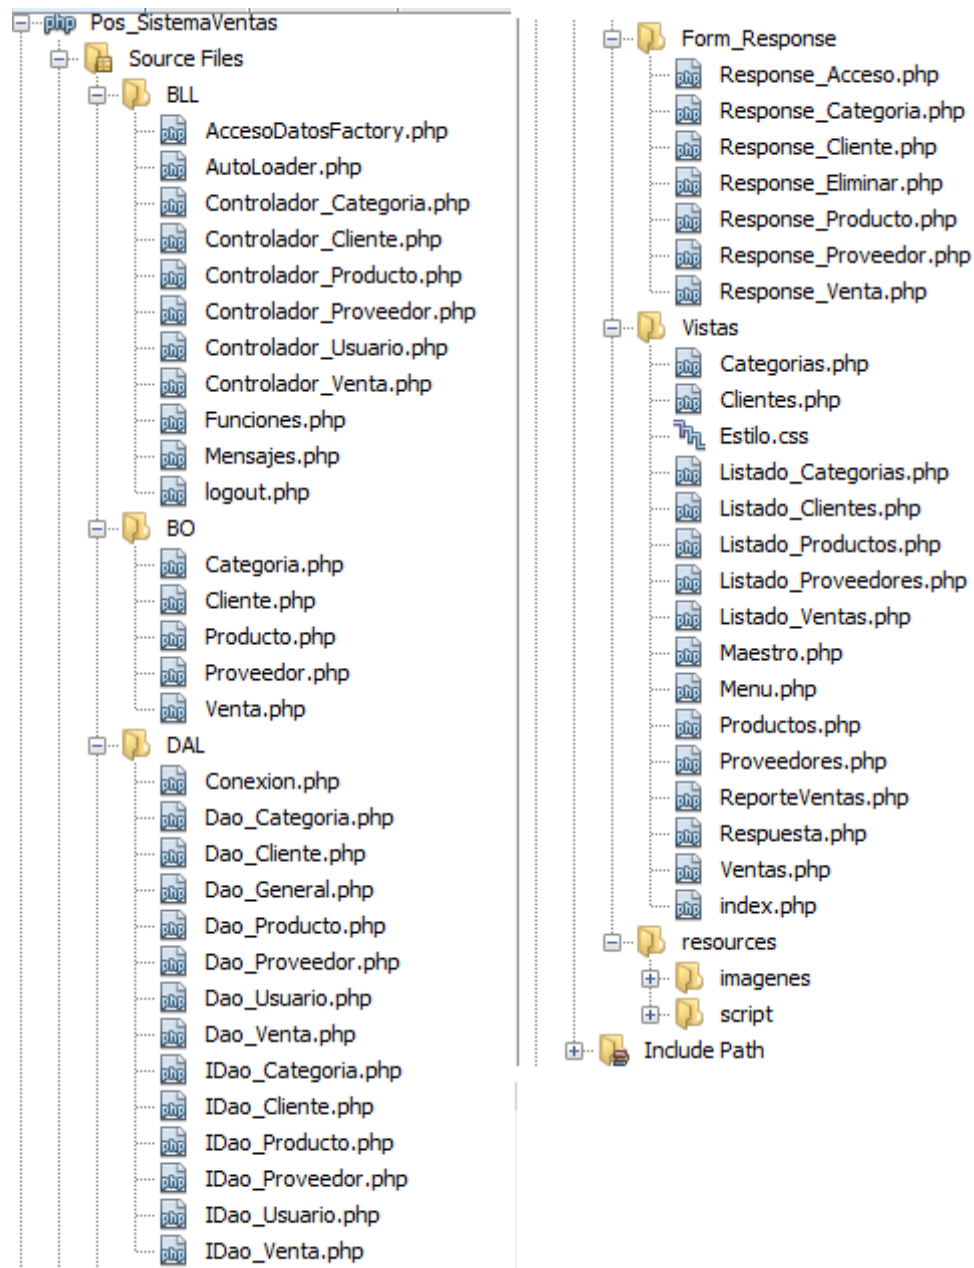 Pos_SistemaVentas
Source Files
BLL
AccesoDatosFactory.php
AutoLoader.php
Controlador_Categoria.php
Controlador_Cliente.php
Controlador_Producto.php
Controlador_Proveedor.php
Controlador_Usuario.php
Controlador_Venta.php
Funciones.php
Mensajes.php
logout.php
BO
Categoria.php
Cliente.php
Producto.php
Proveedor.php
Venta.php
DAL
Conexion.php
Dao_Categoria.php
Dao_Cliente.php
Dao_General.php
Dao_Producto.php
Dao_Proveedor.php
Dao_Usuario.php
Dao_Venta.php
IDao_Categoria.php
IDao_Cliente.php
IDao_Producto.php
IDao_Proveedor.php
IDao_Usuario.php
IDao_Venta.php
Form_Response
Response_Acceso.php
Response_Categoria.php
Response_Cliente.php
Response_Eliminar.php
Response_Producto.php
Response_Proveedor.php
Response_Venta.php
Vistas
Categorias.php
Clientes.php
Estilo.css
Listado_Categorias.php
Listado_Clientes.php
Listado_Productos.php
Listado_Proveedores.php
Listado_Ventas.php
Maestro.php
Menu.php
Productos.php
Proveedores.php
ReporteVentas.php
Respuesta.php
Ventas.php
index.php
resources
imagenes
script
Include Path